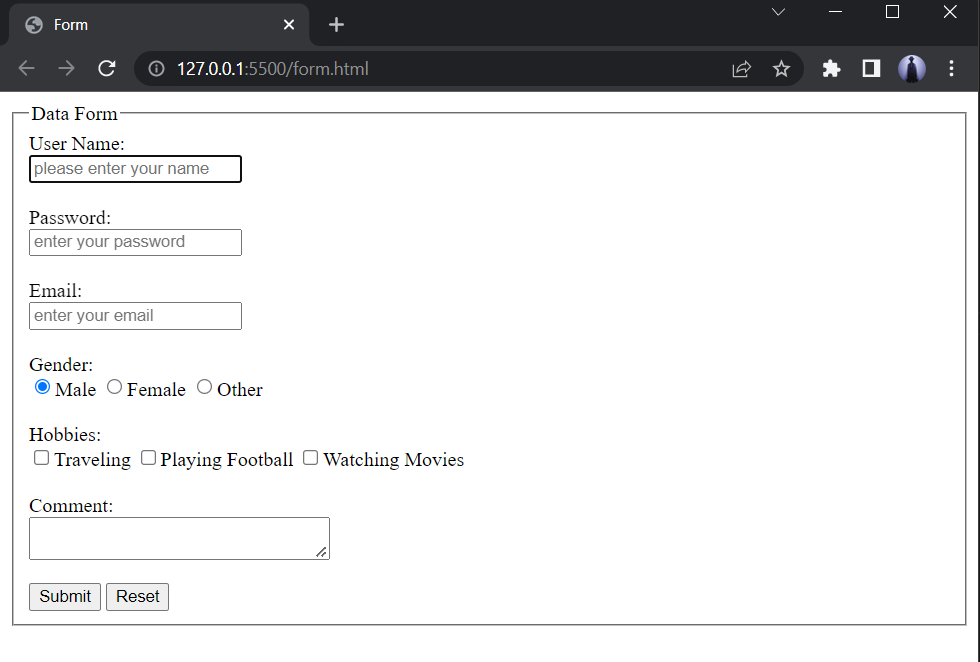 Form
127.0.0.1:5500/form.html
Data Form
User Name:
please enter your name
Password:
enter your password
Email:
enter your email
Gender:
Male Female Other
Hobbies:
Traveling Playing Football Watching Movies
Comment:
Submit Reset